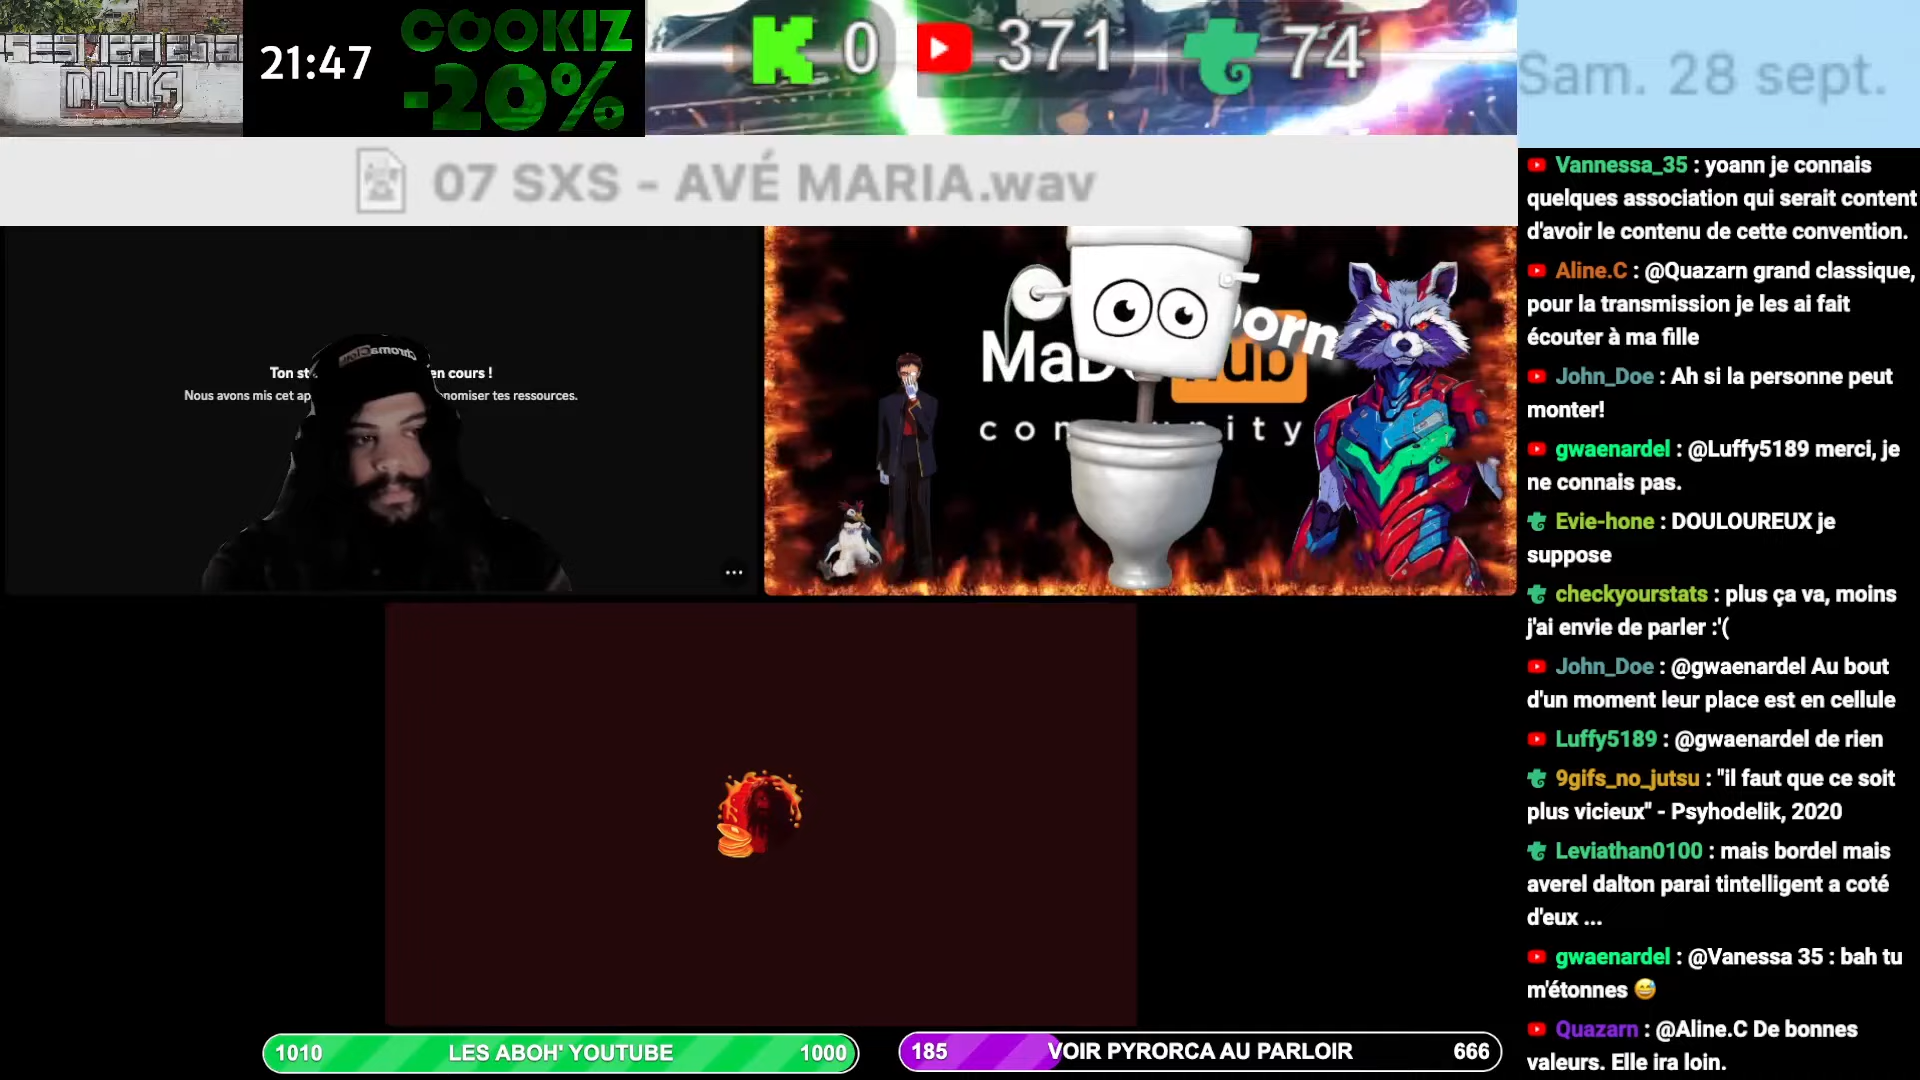 21:47
COOKIZ
-20%
K 0
371
74
Sam. 28 sept.
07 SXS - AVÉ MARIA.wav
Ton st
en cours !
Nous avons mis cet ap
onomiser tes ressources.
MaD
orn
hub
com
unity
Vannessa_35 : yoann je connais
quelques association qui serait content
d'avoir le contenu de cette convention.
Aline.C : @Quazarn grand classique,
pour la transmission je les ai fait
écouter à ma fille
John_Doe : Ah si la personne peut
monter!
gwaenardel : @Luffy5189 merci, je
ne connais pas.
Evie-hone : DOULOUREUX je
suppose
checkyourstats : plus ça va, moins
j'ai envie de parler :'(
John_Doe : @gwaenardel Au bout
d'un moment leur place est en cellule
Luffy5189 : @gwaenardel de rien
9gifs_no_jutsu : "il faut que ce soit
plus vicieux" - Psyhodelik, 2020
Leviathan0100 : mais bordel mais
averel dalton parai tintelligent a coté
d'eux ...
gwaenardel : @Vanessa 35 : bah tu
m'étonnes 😅
Quazarn : @Aline.C De bonnes
valeurs. Elle ira loin.
1010 LES ABOH' YOUTUBE 1000
185 VOIR PYRORCA AU PARLOIR 666